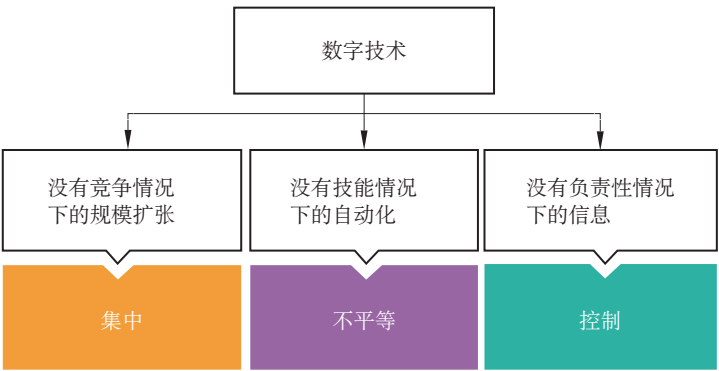 数字技术
没有竞争情况
下的规模扩张
没有技能情况
下的自动化
没有负责性情况
下的信息
集中
不平等
控制